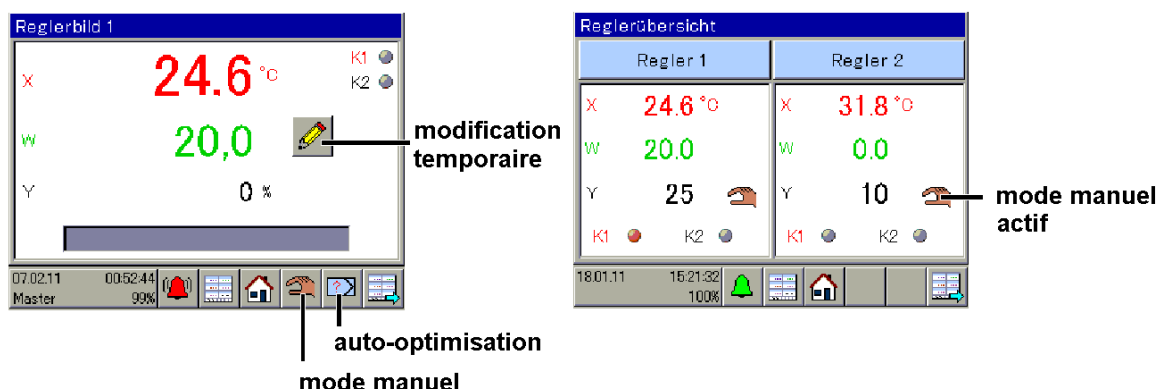 Reglerbild 1
X 24.6 °C K1
K2
W 20,0
Y 0 %
07.02.11 00:52:44
Master 99%
modification
temporaire
auto-optimisation
mode manuel
Reglerübersicht
Regler 1 Regler 2
X 24.6 °C X 31.8 °C
W 20.0 W 0.0
Y 25 Y 10
K1 K2 K1 K2
18.01.11 15:21:32
100%
mode manuel
actif